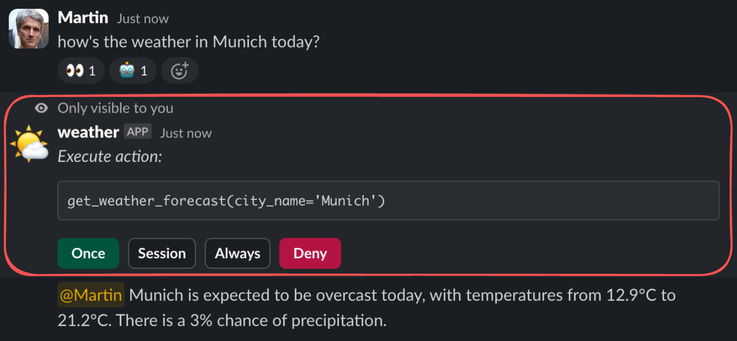 Martin Just now
how's the weather in Munich today?
1 1
Only visible to you
weather APP Just now
Execute action:
get_weather_forecast(city_name='Munich')
Once Session Always Deny
@Martin Munich is expected to be overcast today, with temperatures from 12.9°C to
21.2°C. There is a 3% chance of precipitation.